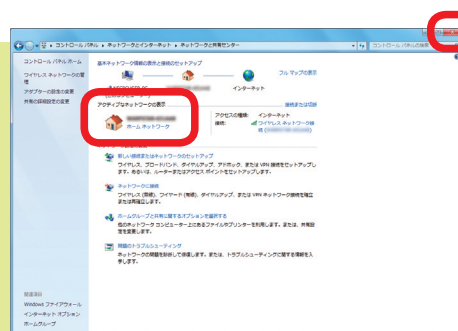 コントロール パネル ▸ ネットワークとインターネット ▸ ネットワークと共有センター
コントロール パネルの検索
コントロール パネル ホーム
ワイヤレス ネットワークの管理
アダプターの設定の変更
共有の詳細設定の変更
基本ネットワーク情報の表示と接続のセットアップ
フル マップの表示
インターネット
アクティブなネットワークの表示
接続または切断
ホーム ネットワーク
アクセスの種類: インターネット
接続: ワイヤレス ネットワーク接
続
新しい接続またはネットワークのセットアップ
ワイヤレス、ブロードバンド、ダイヤルアップ、アドホック、または VPN 接続をセットアップし
ます。あるいは、ルーターまたはアクセス ポイントをセットアップします。
ネットワークに接続
ワイヤレス (無線)、ワイヤード (有線)、ダイヤルアップ、または VPN ネットワーク接続を確立
または再確立します。
ホームグループと共有に関するオプションを選択する
他のネットワーク コンピューター上にあるファイルやプリンターを利用します。または、共有設
定を変更します。
問題のトラブルシューティング
ネットワークの問題を診断して修復します。または、トラブルシューティングに関する情報を入
手します。
関連項目
Windows ファイアウォール
インターネット オプション
ホームグループ